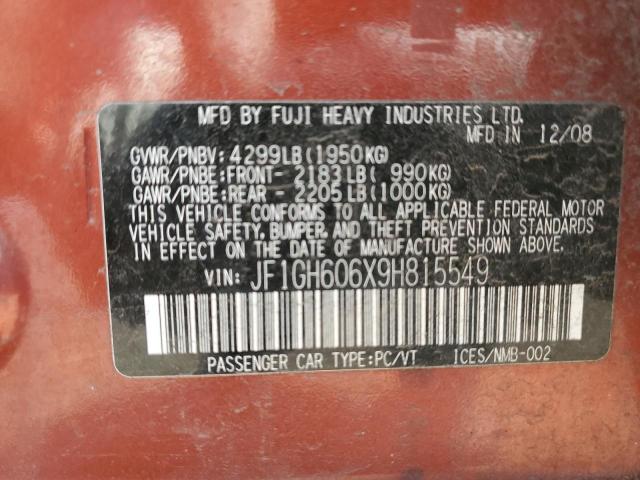 MFD BY FUJI HEAVY INDUSTRIES LTD.
MFD IN 12/08
GVWR/PNBV: 4299LB(1950KG)
GAWR/PNBE:FRONT- 2183LB( 990KG)
GAWR/PNBE:REAR - 2205LB(1000KG)
THIS VEHICLE CONFORMS TO ALL APPLICABLE FEDERAL MOTOR
VEHICLE SAFETY, BUMPER, AND THEFT PREVENTION STANDARDS
IN EFFECT ON THE DATE OF MANUFACTURE SHOWN ABOVE.
VIN: JF1GH606X9H815549
PASSENGER CAR TYPE:PC/VT ICES/NMB-002